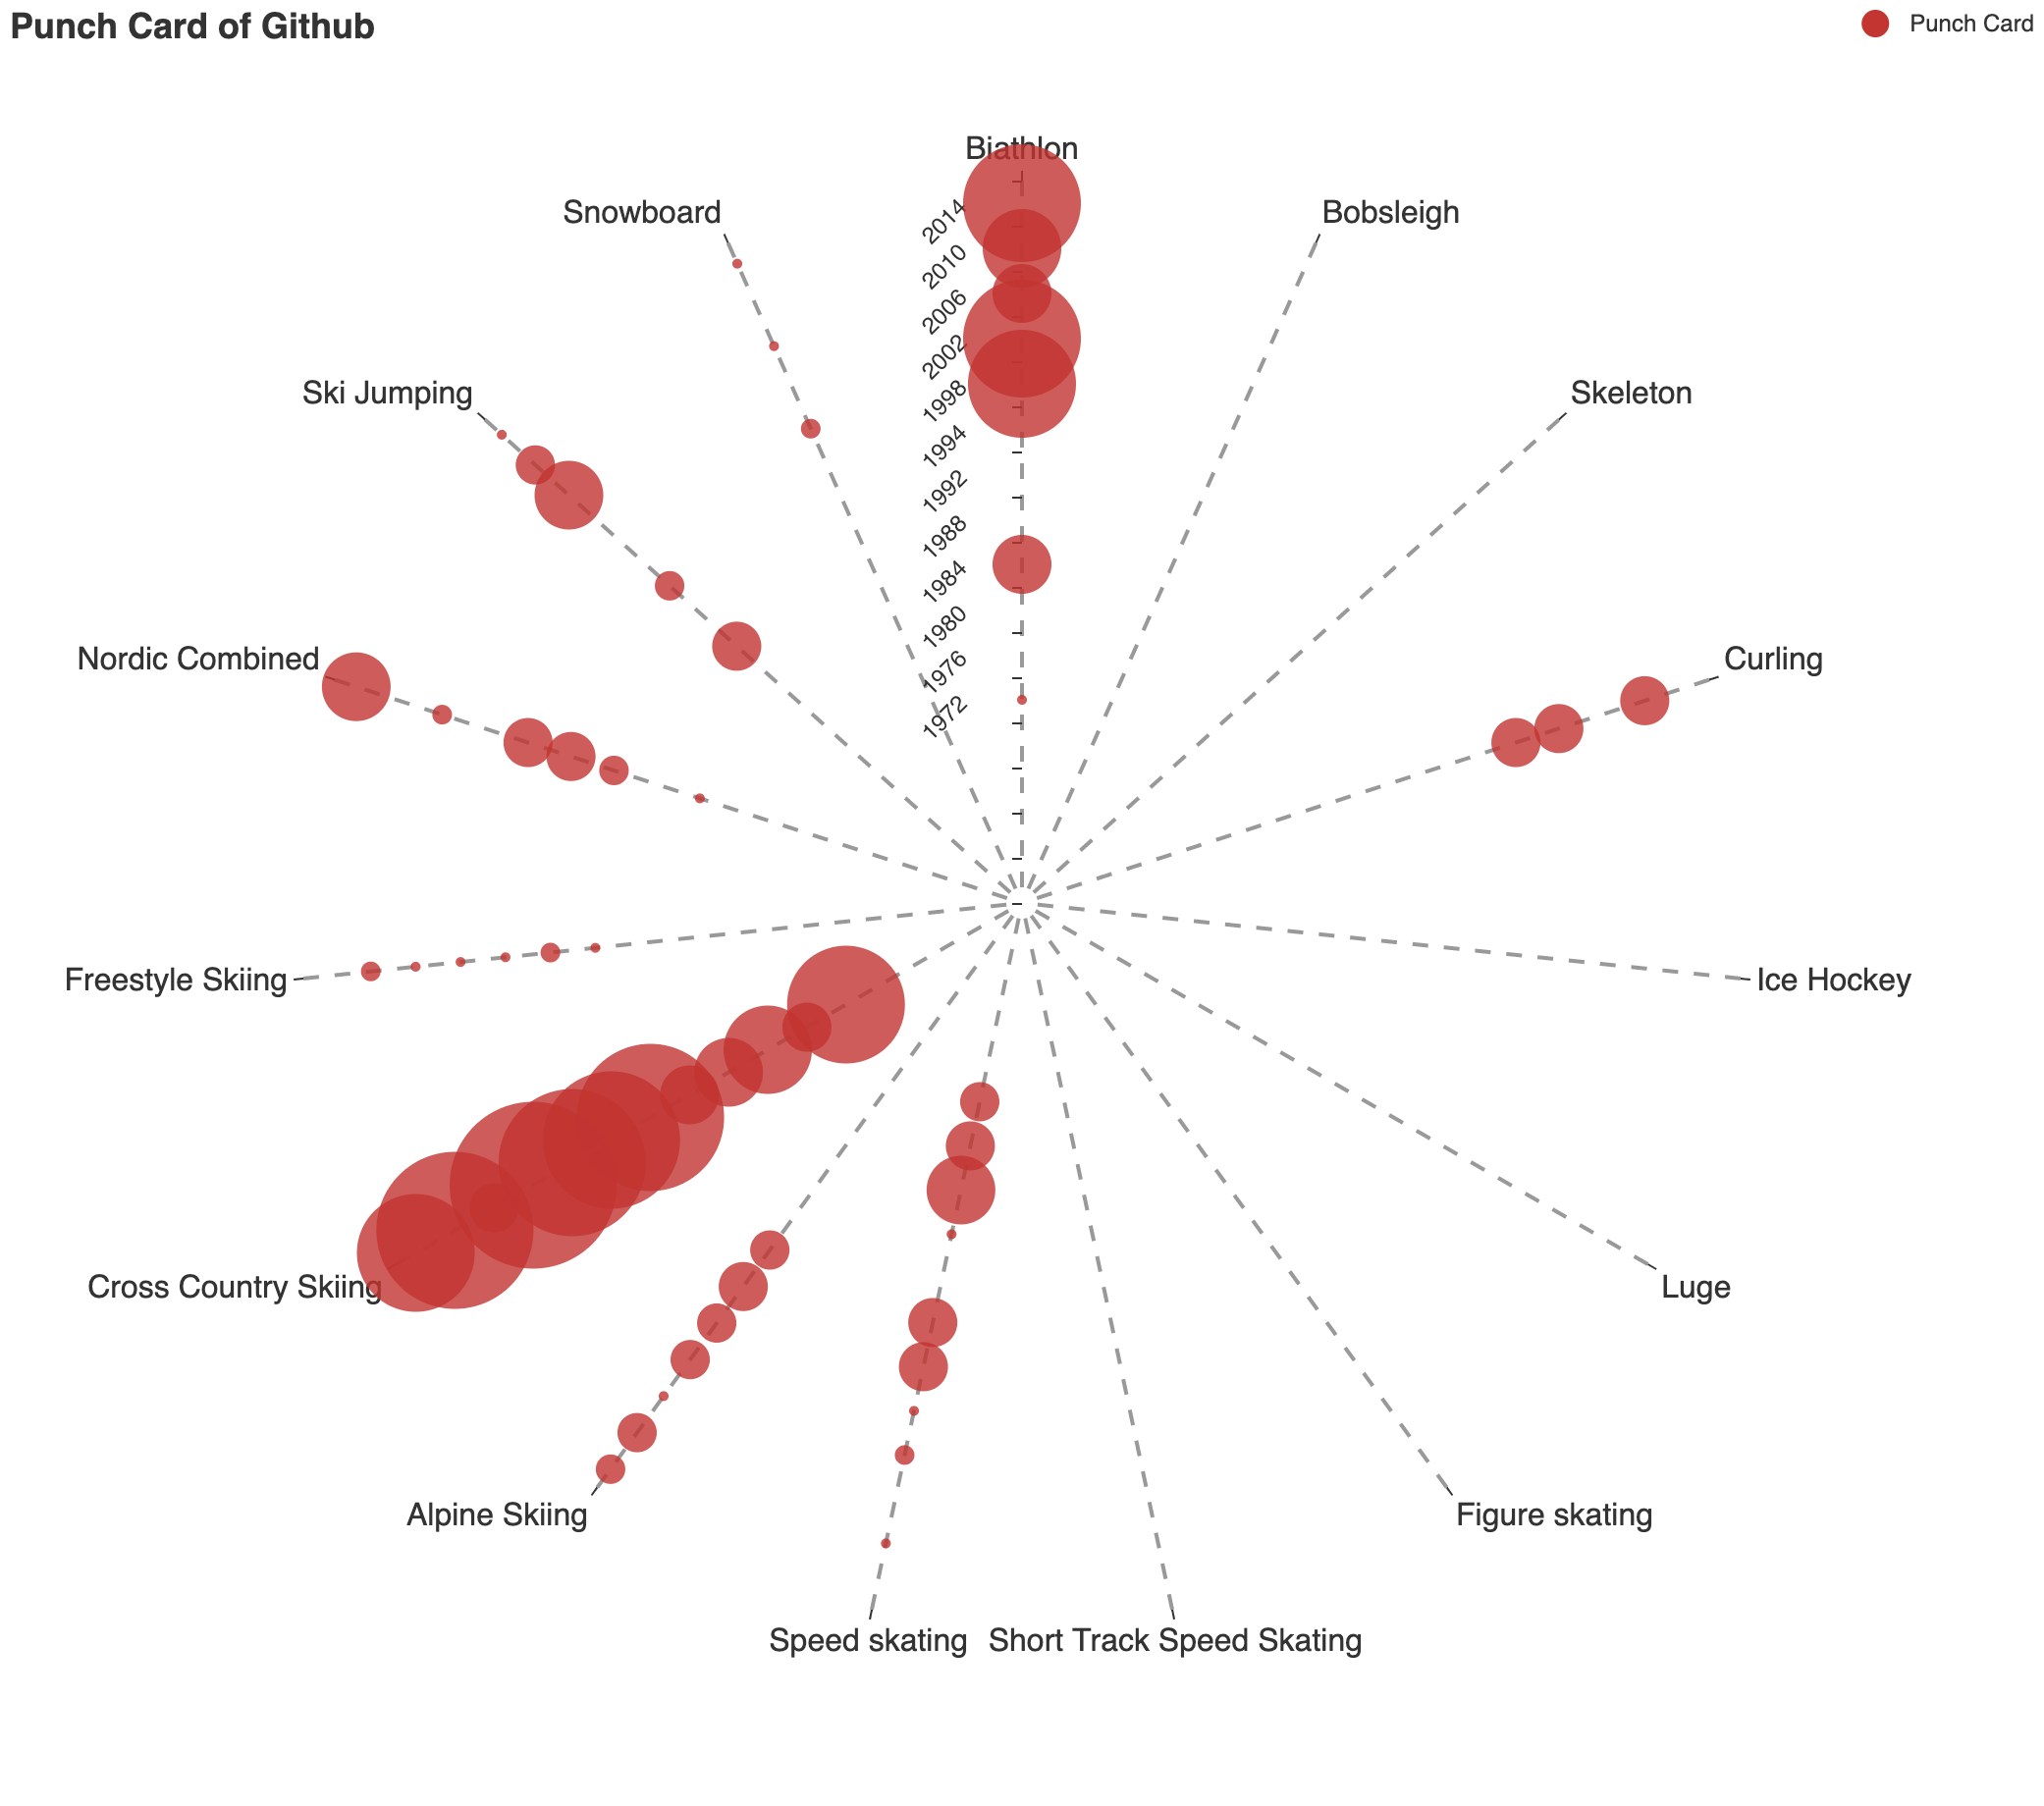 Punch Card of Github
Punch Card
Biathlon
Snowboard
Bobsleigh
Ski Jumping
Skeleton
Nordic Combined
Curling
Freestyle Skiing
Ice Hockey
Cross Country Skiing
Luge
Alpine Skiing
Figure skating
Speed skating
Short Track Speed Skating
2014
2010
2006
2002
1998
1994
1992
1988
1984
1980
1976
1972